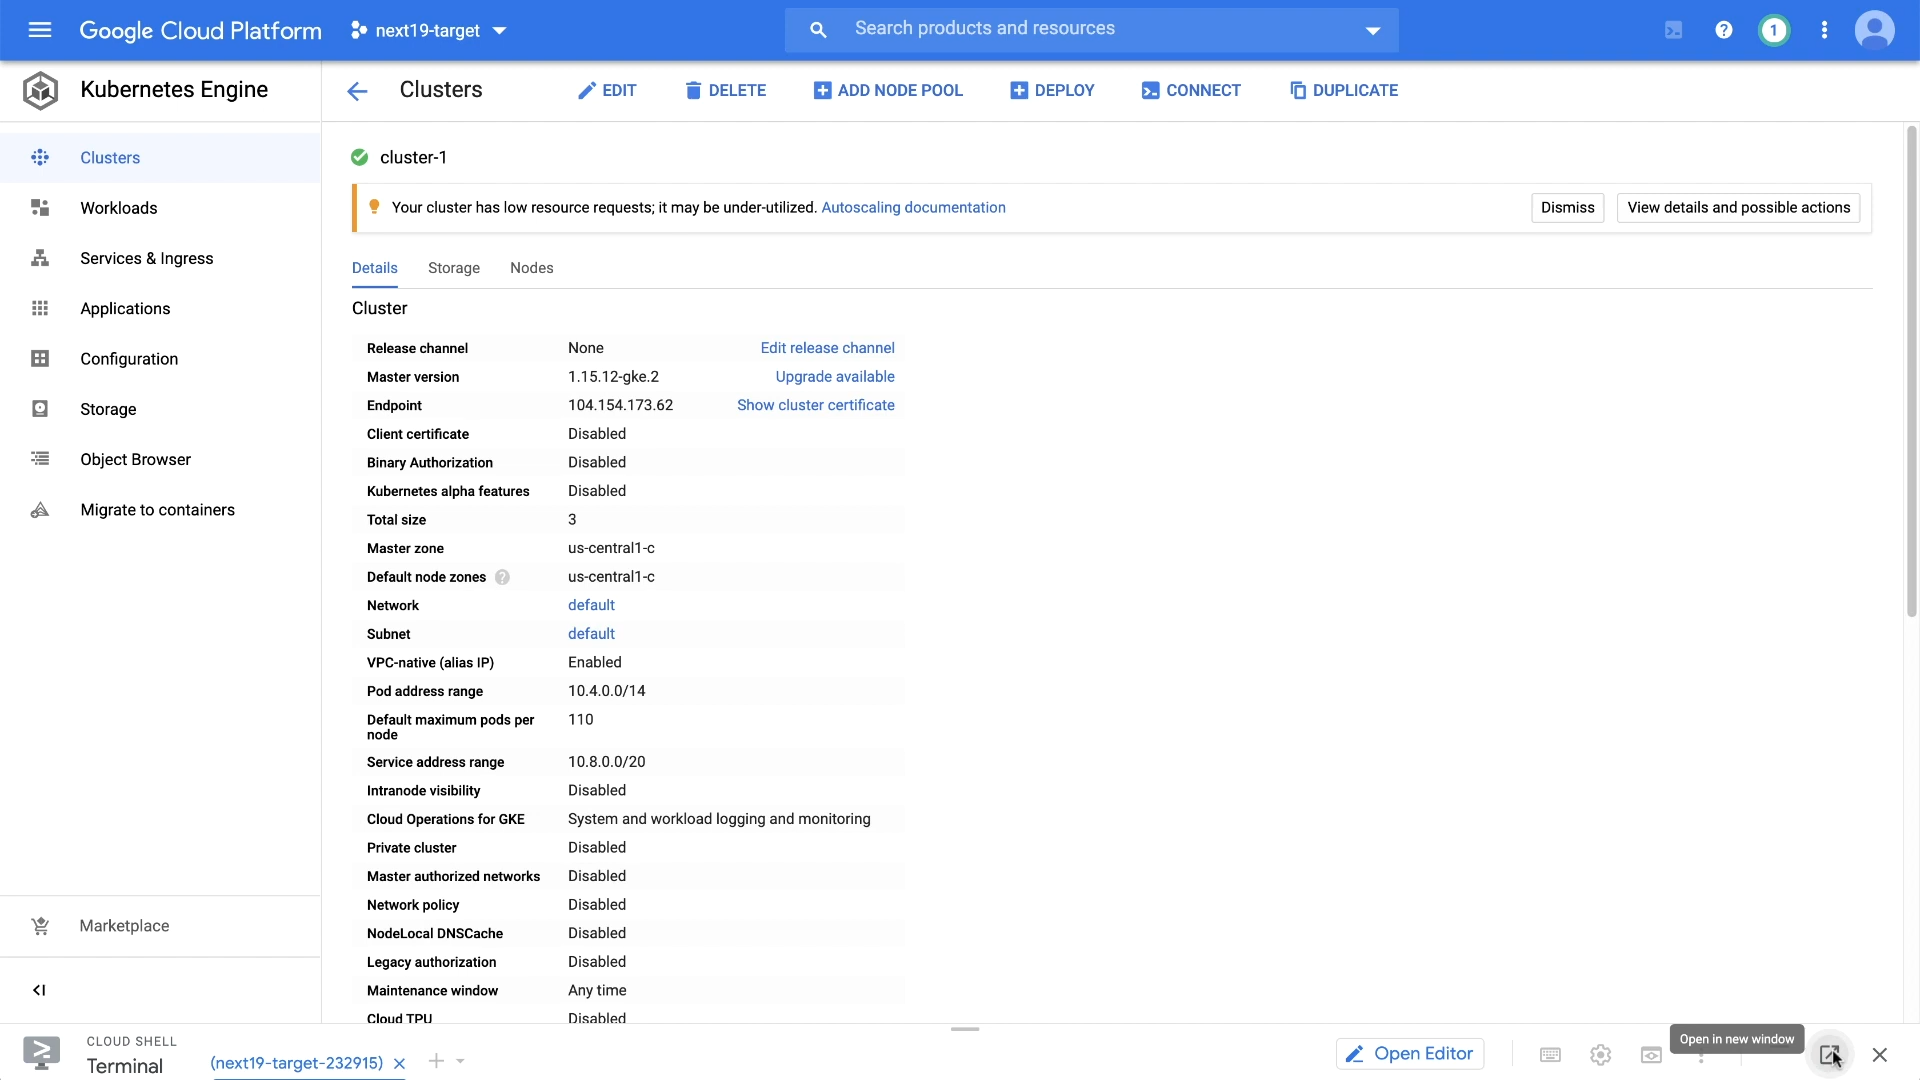 Google Cloud Platform
next19-target
Search products and resources
1
Kubernetes Engine
Clusters
EDIT
DELETE
ADD NODE POOL
DEPLOY
CONNECT
DUPLICATE
Clusters
Workloads
Services & Ingress
Applications
Configuration
Storage
Object Browser
Migrate to containers
Marketplace
cluster-1
Your cluster has low resource requests; it may be under-utilized. Autoscaling documentation
Dismiss
View details and possible actions
Details
Storage
Nodes
Cluster
Release channel None Edit release channel
Master version 1.15.12-gke.2 Upgrade available
Endpoint 104.154.173.62 Show cluster certificate
Client certificate Disabled
Binary Authorization Disabled
Kubernetes alpha features Disabled
Total size 3
Master zone us-central1-c
Default node zones ? us-central1-c
Network default
Subnet default
VPC-native (alias IP) Enabled
Pod address range 10.4.0.0/14
Default maximum pods per 110
node
Service address range 10.8.0.0/20
Intranode visibility Disabled
Cloud Operations for GKE System and workload logging and monitoring
Private cluster Disabled
Master authorized networks Disabled
Network policy Disabled
NodeLocal DNSCache Disabled
Legacy authorization Disabled
Maintenance window Any time
Cloud TPU Disabled
CLOUD SHELL
Terminal
(next19-target-232915)
Open Editor
Open in new window